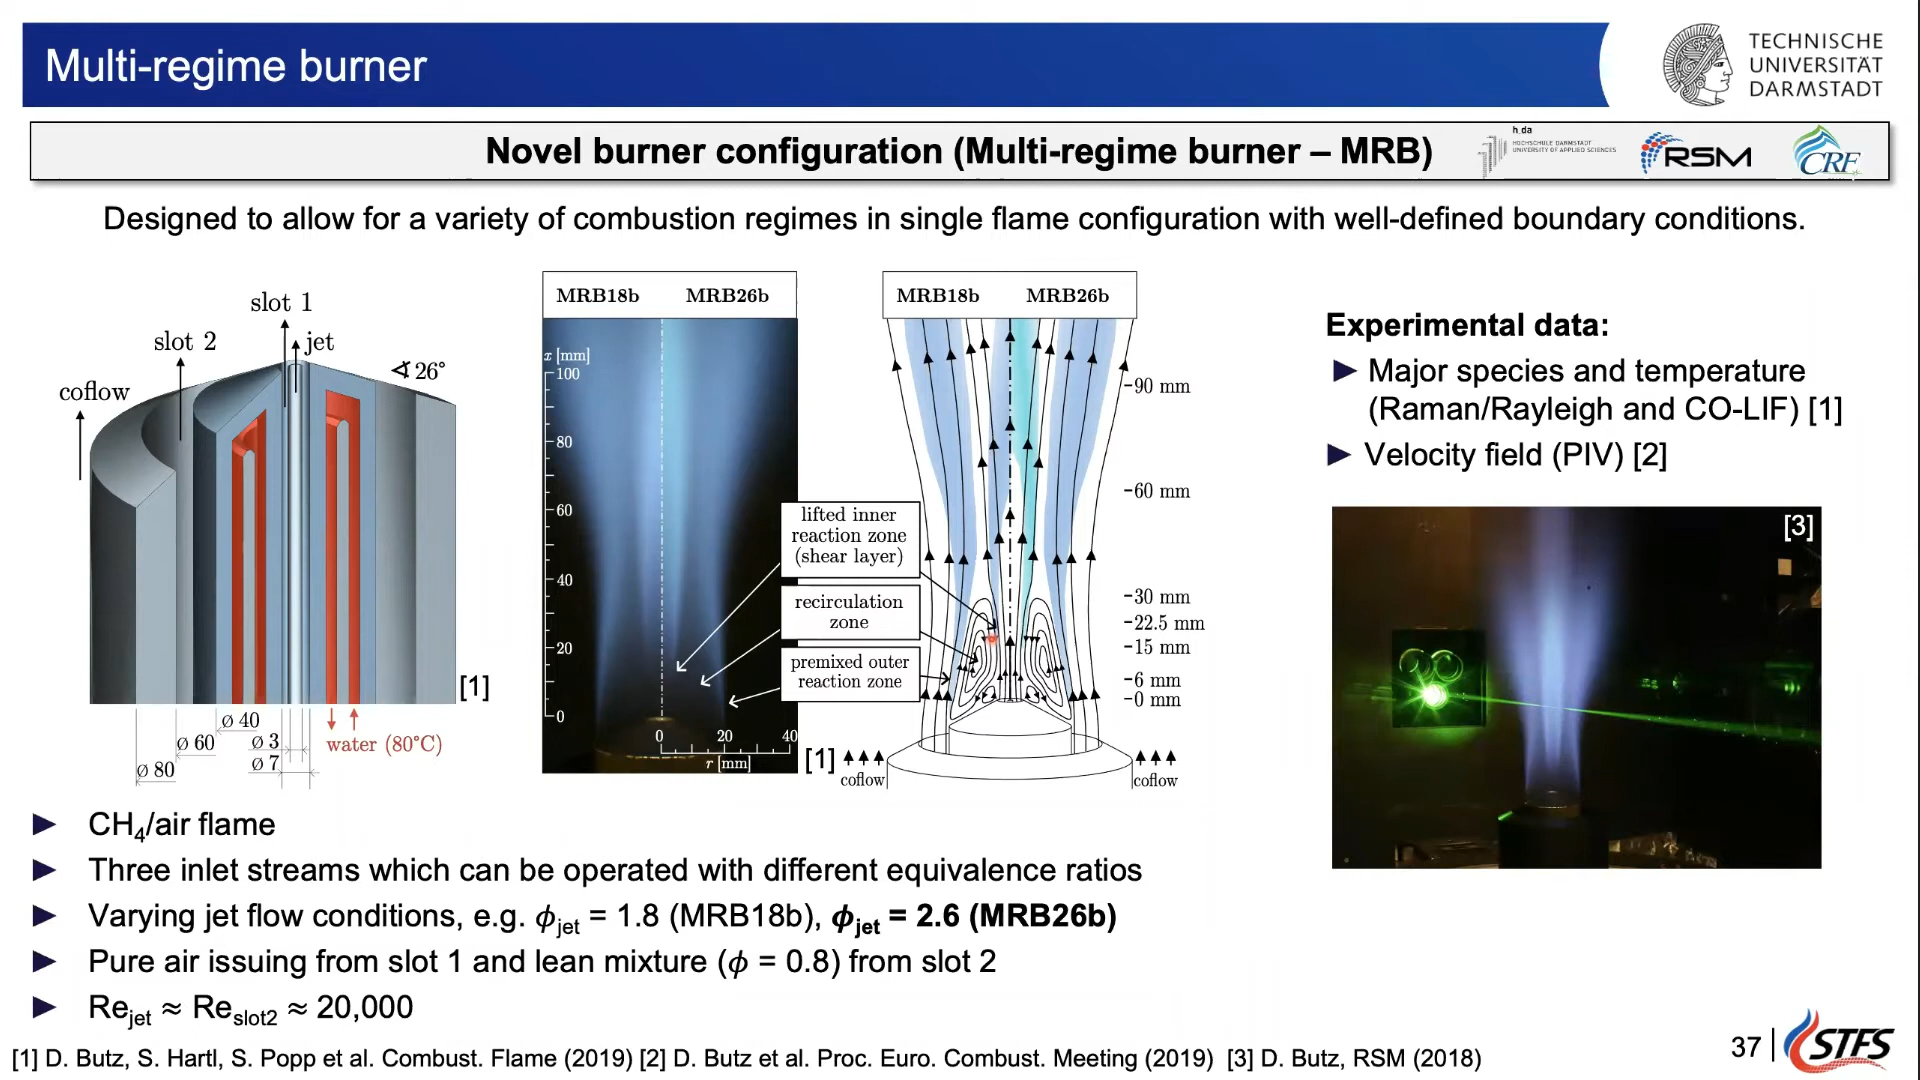 Multi-regime burner
TECHNISCHE
UNIVERSITÄT
DARMSTADT
Novel burner configuration (Multi-regime burner – MRB)
h_da
HOCHSCHULE DARMSTADT
UNIVERSITY OF APPLIED SCIENCES
RSM
CRF
Designed to allow for a variety of combustion regimes in single flame configuration with well-defined boundary conditions.
slot 1
slot 2
jet
coflow
∢ 26°
[1]
ø 40
ø 60
ø 3
ø 7
ø 80
water (80°C)
MRB18b MRB26b
x [mm]
100
80
60
40
20
0
0 20 40
r [mm]
[1]
lifted inner
reaction zone
(shear layer)
recirculation
zone
premixed outer
reaction zone
MRB18b MRB26b
90 mm
60 mm
30 mm
22.5 mm
15 mm
6 mm
0 mm
coflow
coflow
Experimental data:
► Major species and temperature
(Raman/Rayleigh and CO-LIF) [1]
► Velocity field (PIV) [2]
[3]
► CH₄/air flame
► Three inlet streams which can be operated with different equivalence ratios
► Varying jet flow conditions, e.g. ϕjet = 1.8 (MRB18b), ϕjet = 2.6 (MRB26b)
► Pure air issuing from slot 1 and lean mixture (ϕ = 0.8) from slot 2
► Rejet ≈ Reslot2 ≈ 20,000
[1] D. Butz, S. Hartl, S. Popp et al. Combust. Flame (2019) [2] D. Butz et al. Proc. Euro. Combust. Meeting (2019) [3] D. Butz, RSM (2018)
37 |
STFS